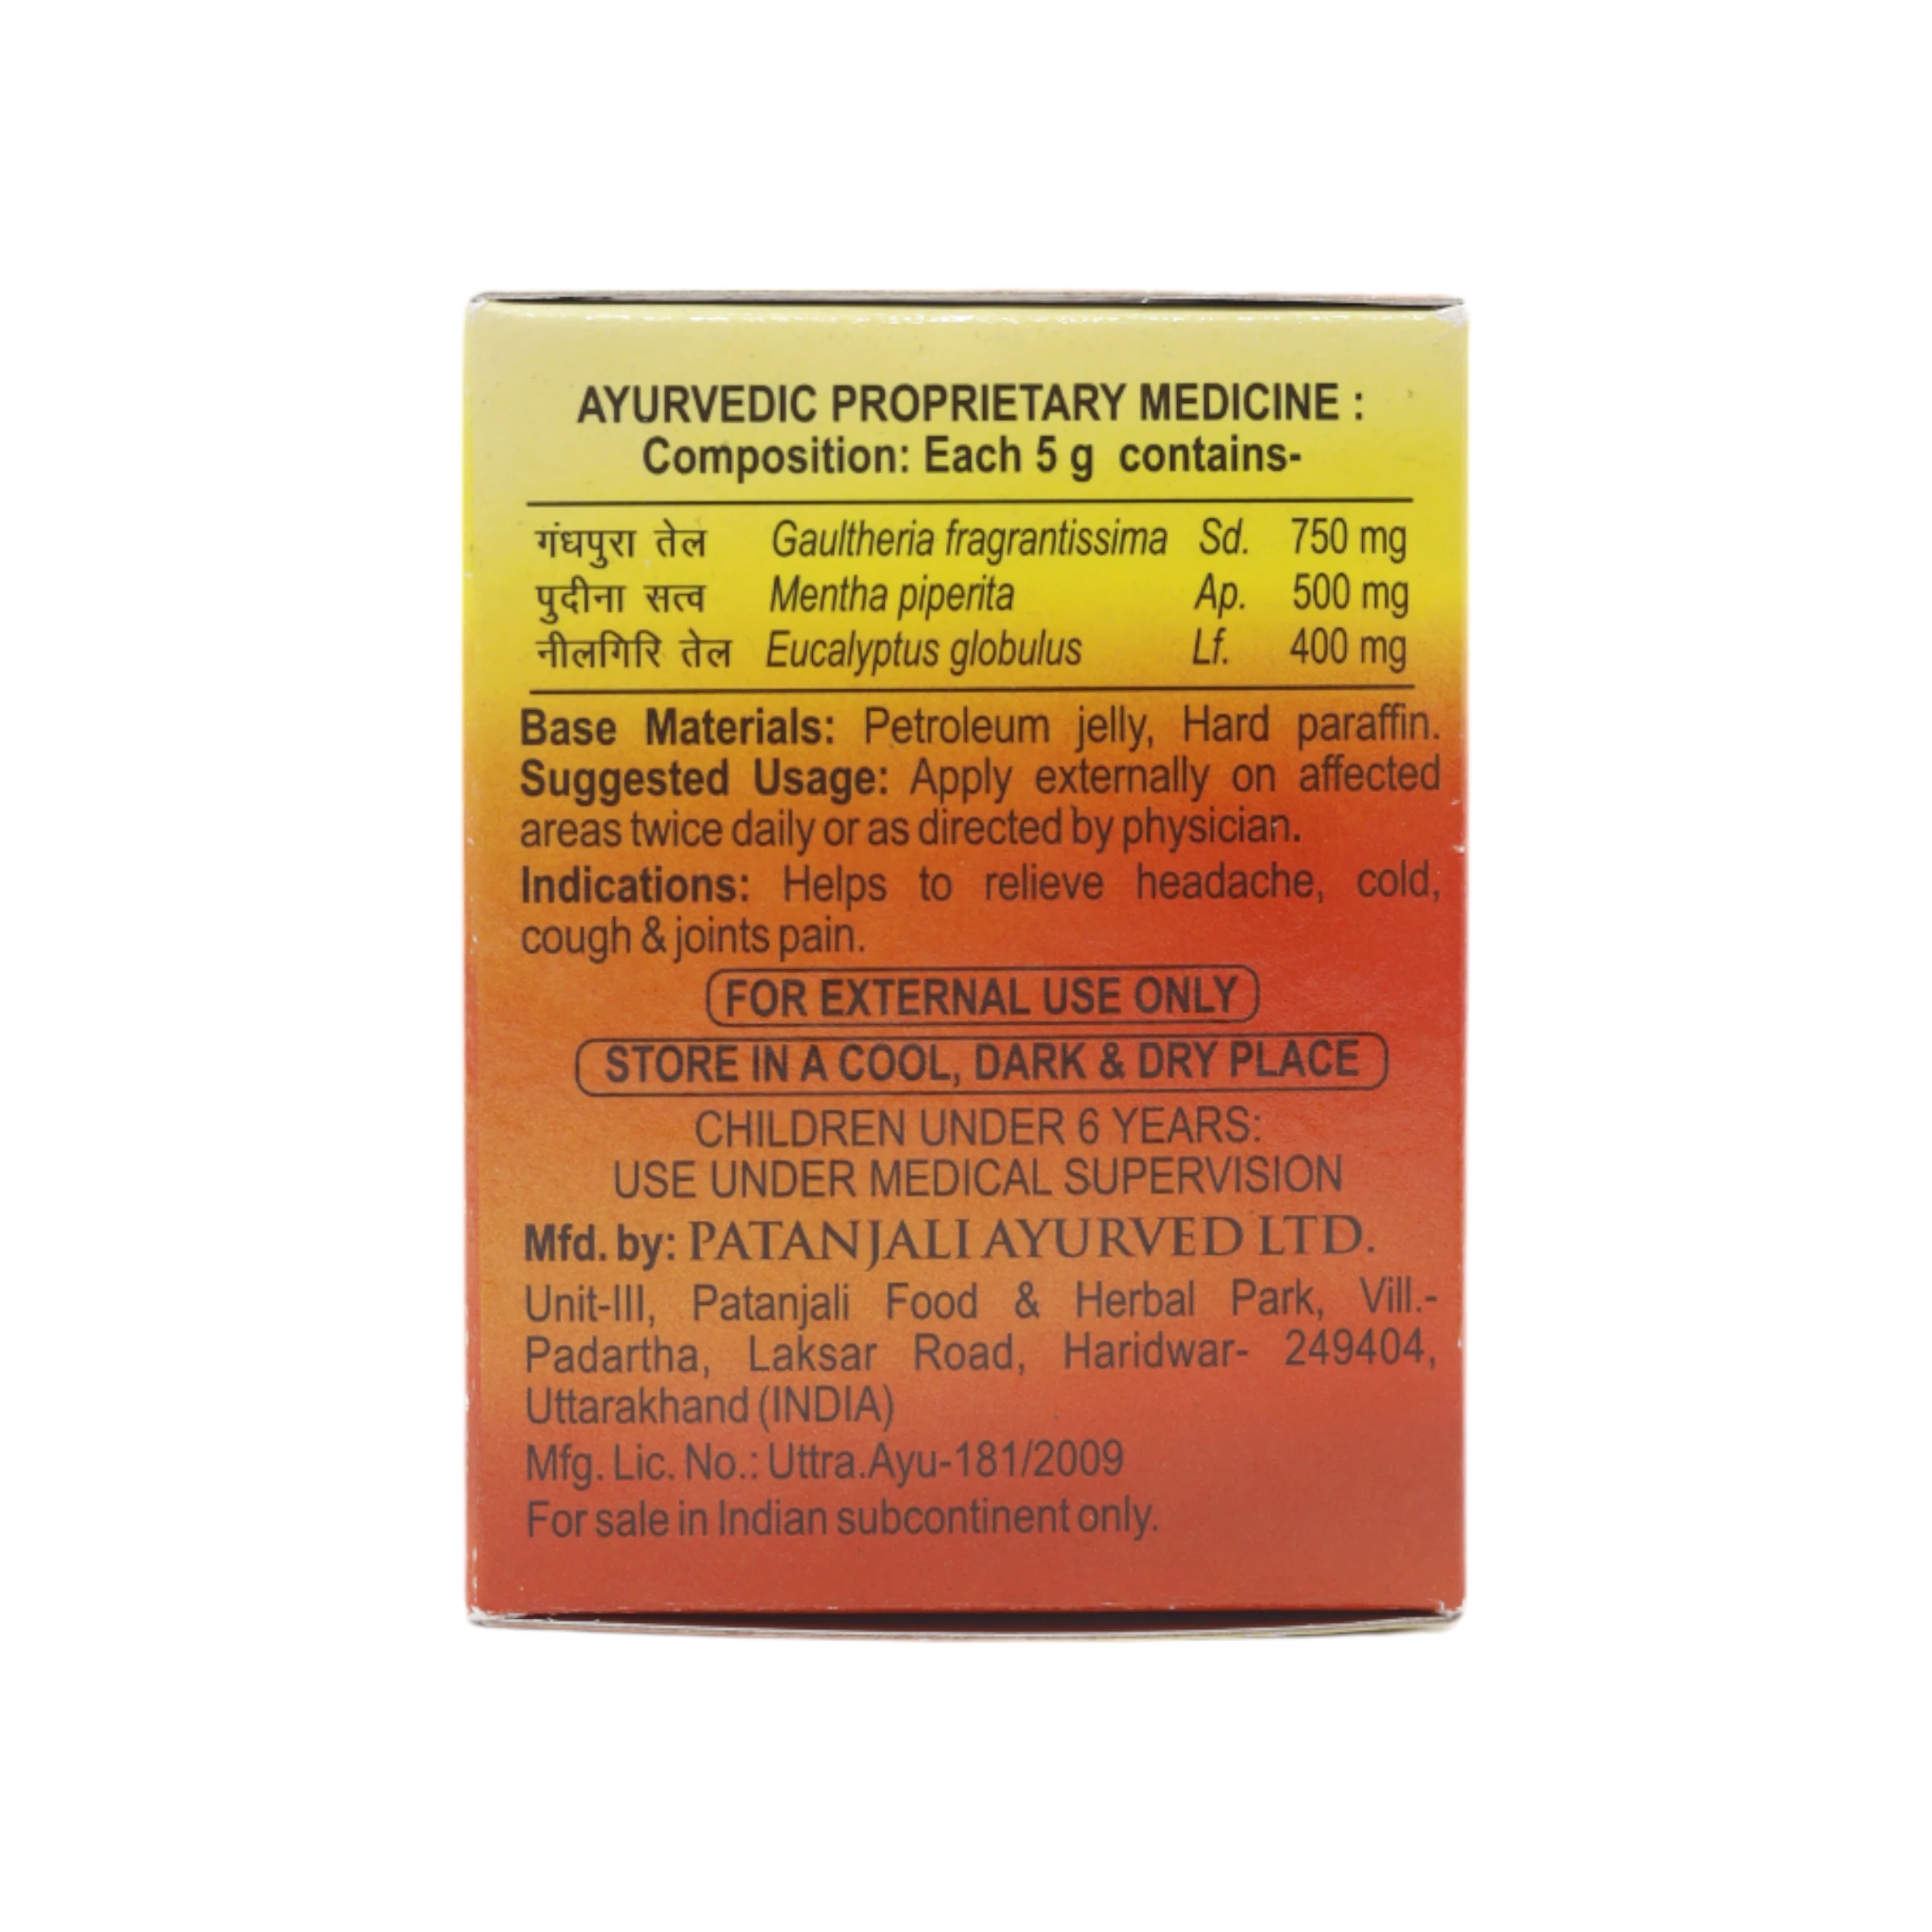 AYURVEDIC PROPRIETARY MEDICINE :
Composition: Each 5 g contains-
गंधपुरा तेल Gaultheria fragrantissima Sd. 750 mg
पुदीना सत्व Mentha piperita Ap. 500 mg
नीलगिरि तेल Eucalyptus globulus Lf. 400 mg
Base Materials: Petroleum jelly, Hard paraffin.
Suggested Usage: Apply externally on affected
areas twice daily or as directed by physician.
Indications: Helps to relieve headache, cold,
cough & joints pain.
FOR EXTERNAL USE ONLY
STORE IN A COOL, DARK & DRY PLACE
CHILDREN UNDER 6 YEARS:
USE UNDER MEDICAL SUPERVISION
Mfd. by: PATANJALI AYURVED LTD.
Unit-III, Patanjali Food & Herbal Park, Vill.-
Padartha, Laksar Road, Haridwar- 249404,
Uttarakhand (INDIA)
Mfg. Lic. No.: Uttra.Ayu-181/2009
For sale in Indian subcontinent only.